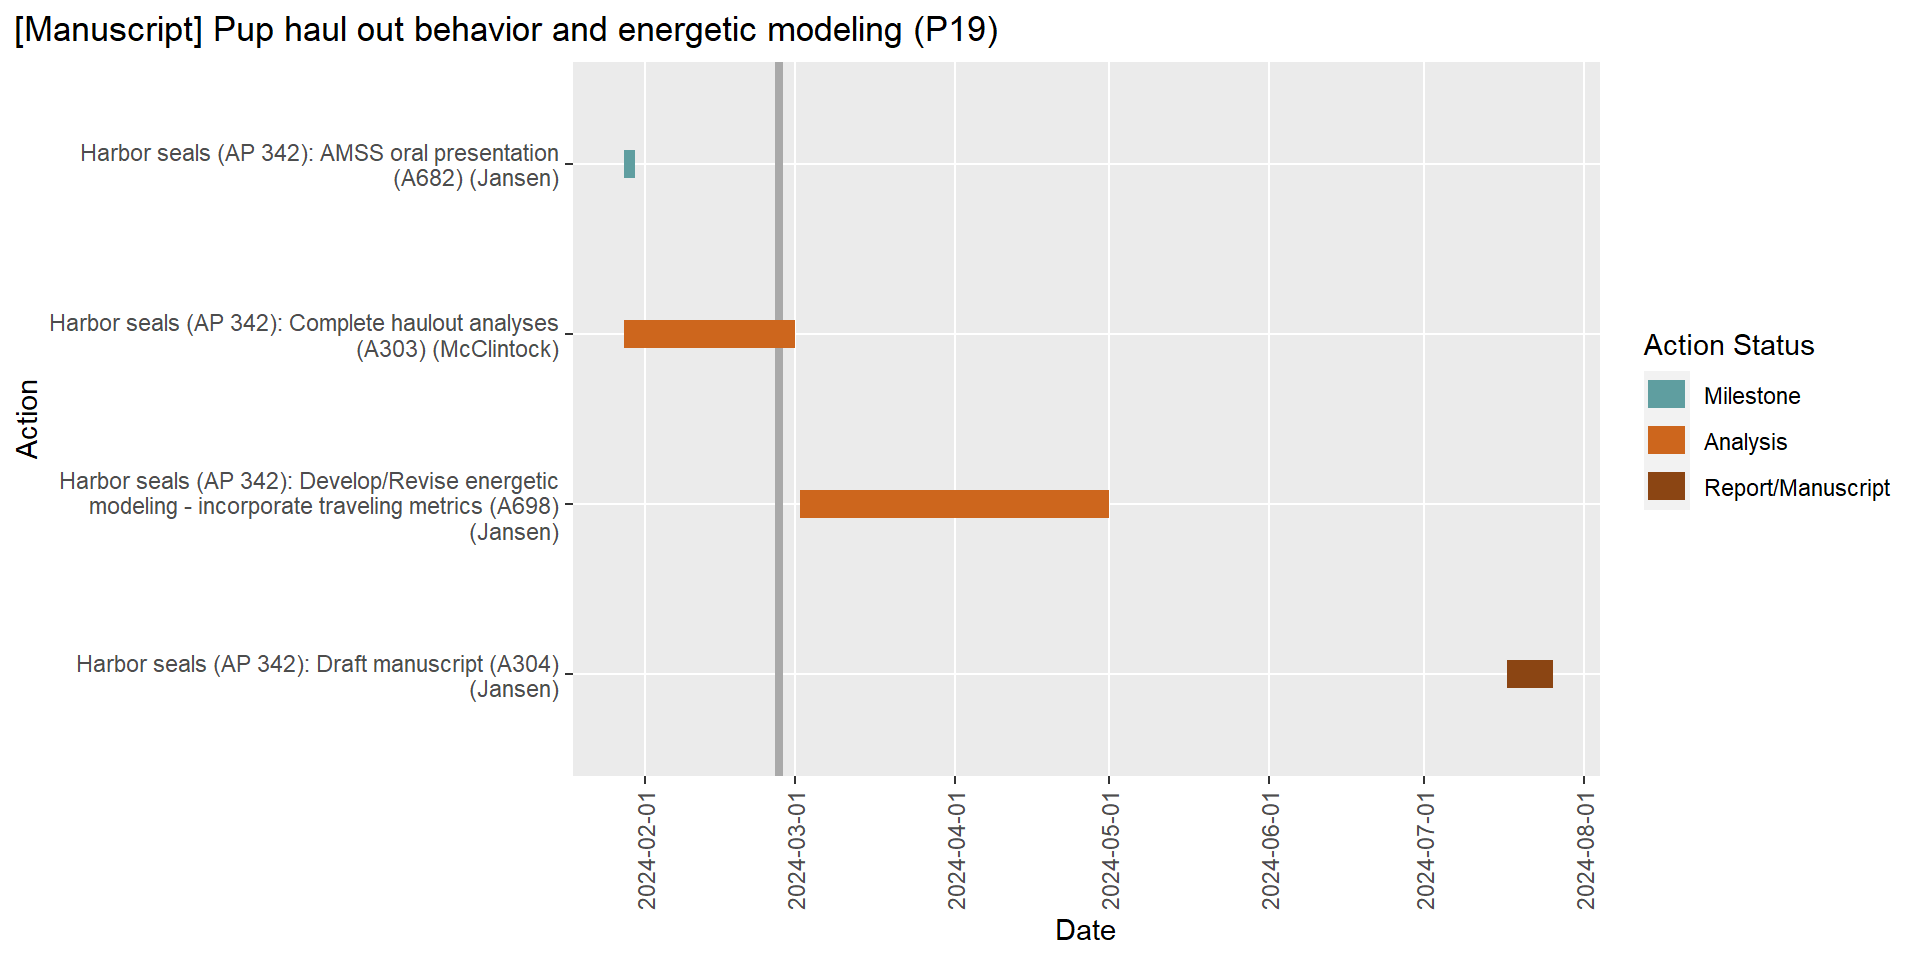 [Manuscript] Pup haul out behavior and energetic modeling (P19)
Harbor seals (AP 342): AMSS oral presentation
(A682) (Jansen)
Harbor seals (AP 342): Complete haulout analyses
(A303) (McClintock)
Harbor seals (AP 342): Develop/Revise energetic
modeling - incorporate traveling metrics (A698)
(Jansen)
Harbor seals (AP 342): Draft manuscript (A304)
(Jansen)
Action
2024-02-01
2024-03-01
2024-04-01
2024-05-01
2024-06-01
2024-07-01
2024-08-01
Date
Action Status
Milestone
Analysis
Report/Manuscript